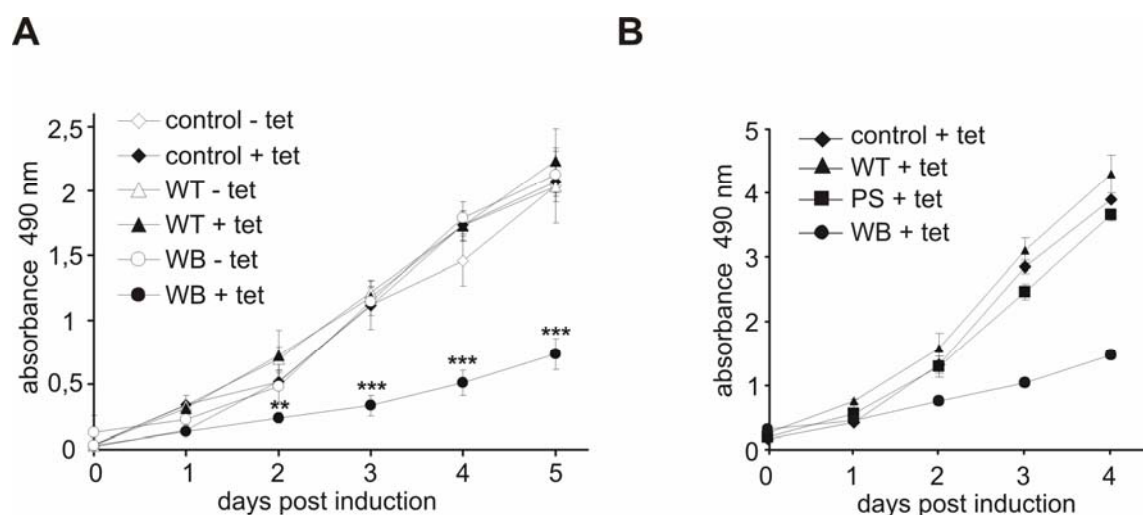 A
absorbance 490 nm
2,5
2
1,5
1
0,5
0
control - tet
control + tet
WT - tet
WT + tet
WB - tet
WB + tet
**
***
***
***
0 1 2 3 4 5
days post induction
B
absorbance 490 nm
5
4
3
2
1
0
control + tet
WT + tet
PS + tet
WB + tet
0 1 2 3 4
days post induction